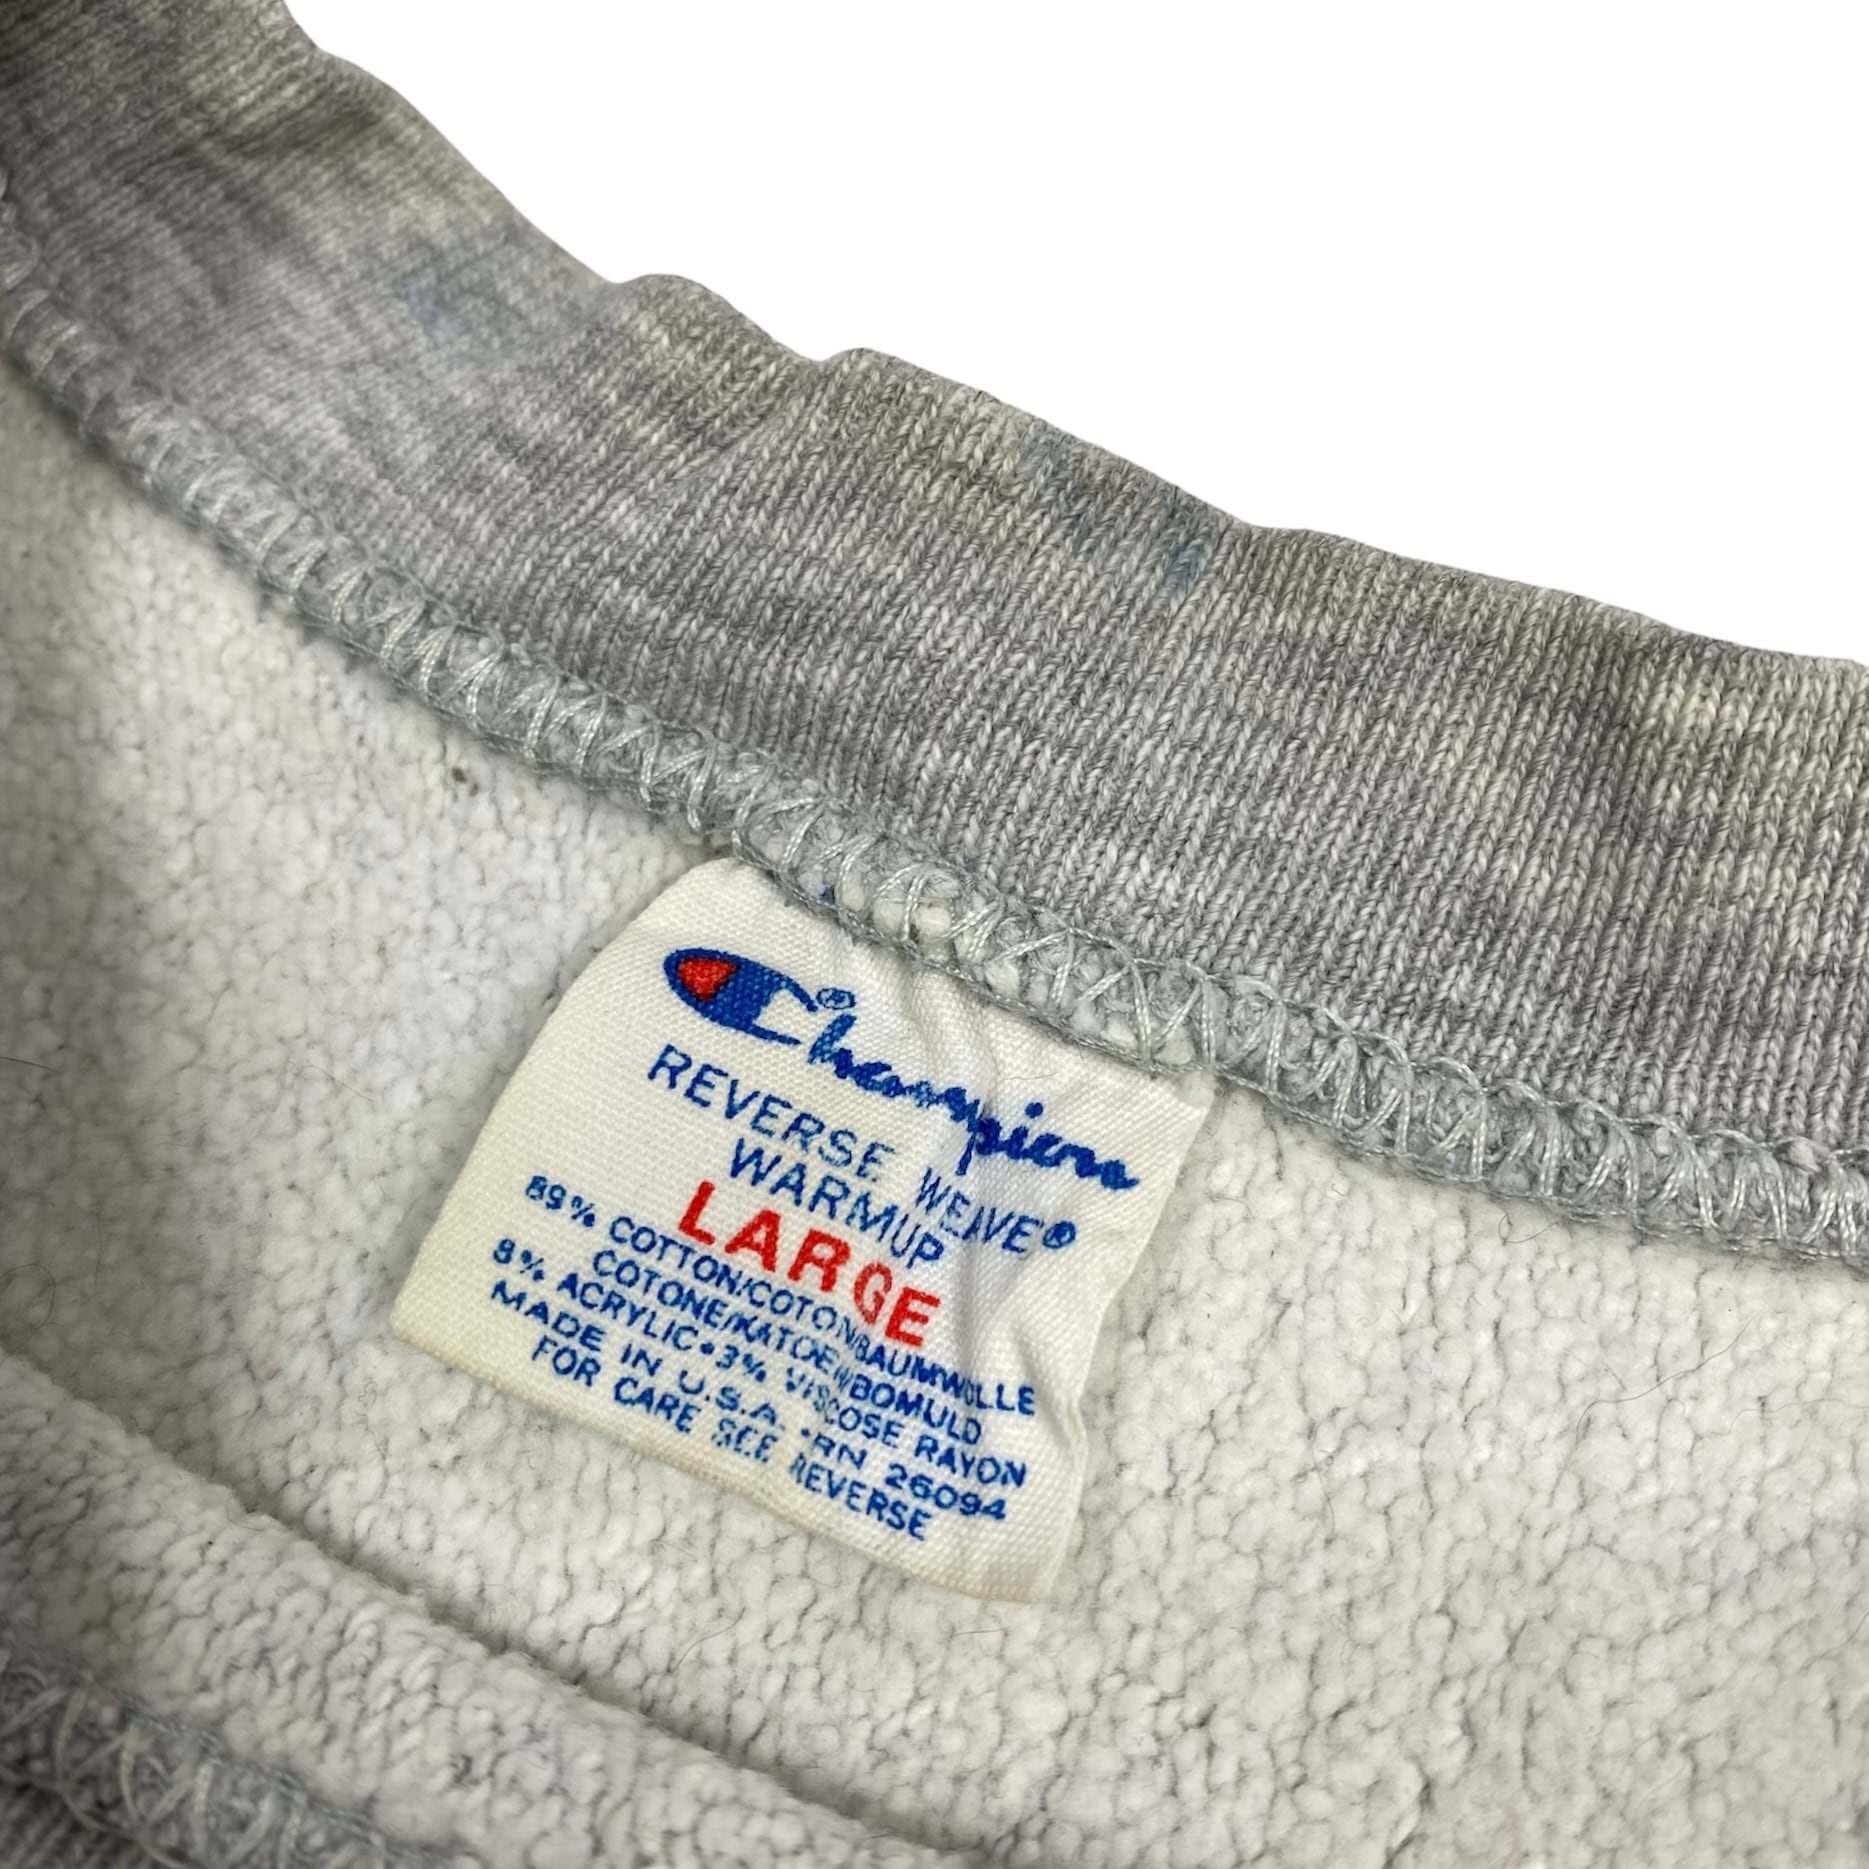 Champion®
REVERSE WEAVE®
WARMUP
LARGE
89% COTTON/COTON/BAUMWOLLE
COTONE/KATOEN/BOMULD
8% ACRYLIC•3% VISCOSE RAYON
MADE IN U.S.A. •RN 26094
FOR CARE SEE REVERSE